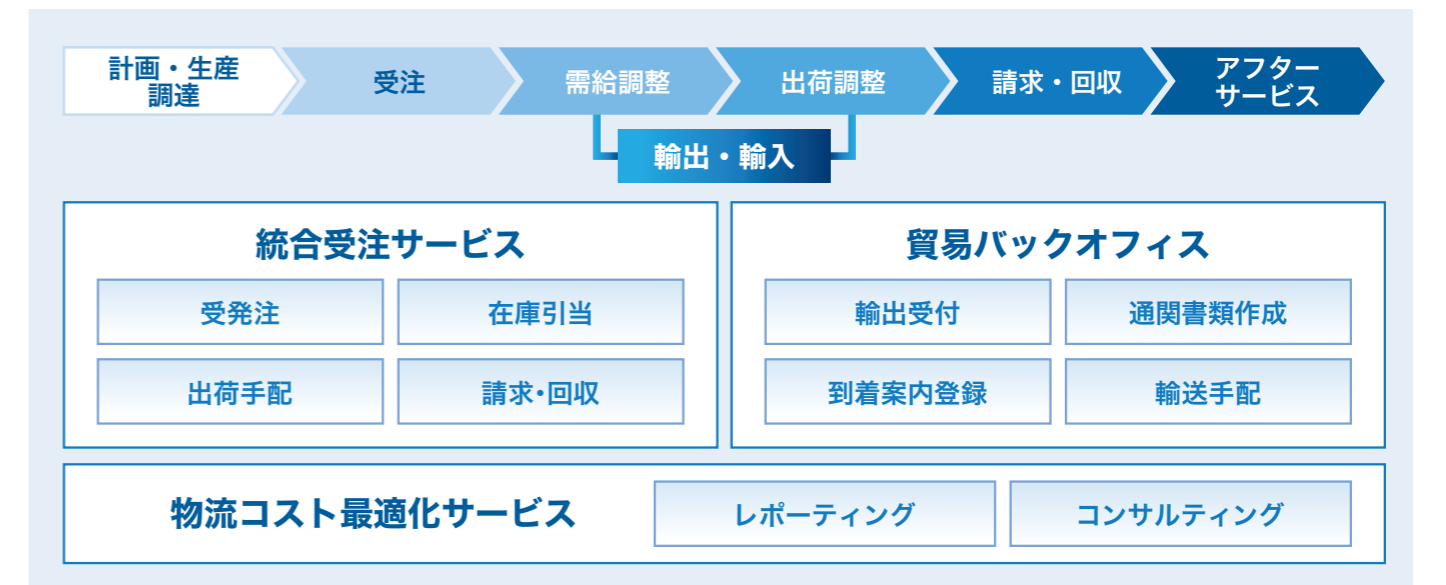 計画・生産
調達
受注
需給調整
出荷調整
請求・回収
アフター
サービス
輸出・輸入
統合受注サービス
受発注
在庫引当
出荷手配
請求・回収
貿易バックオフィス
輸出受付
通関書類作成
到着案内登録
輸送手配
物流コスト最適化サービス
レポーティング
コンサルティング